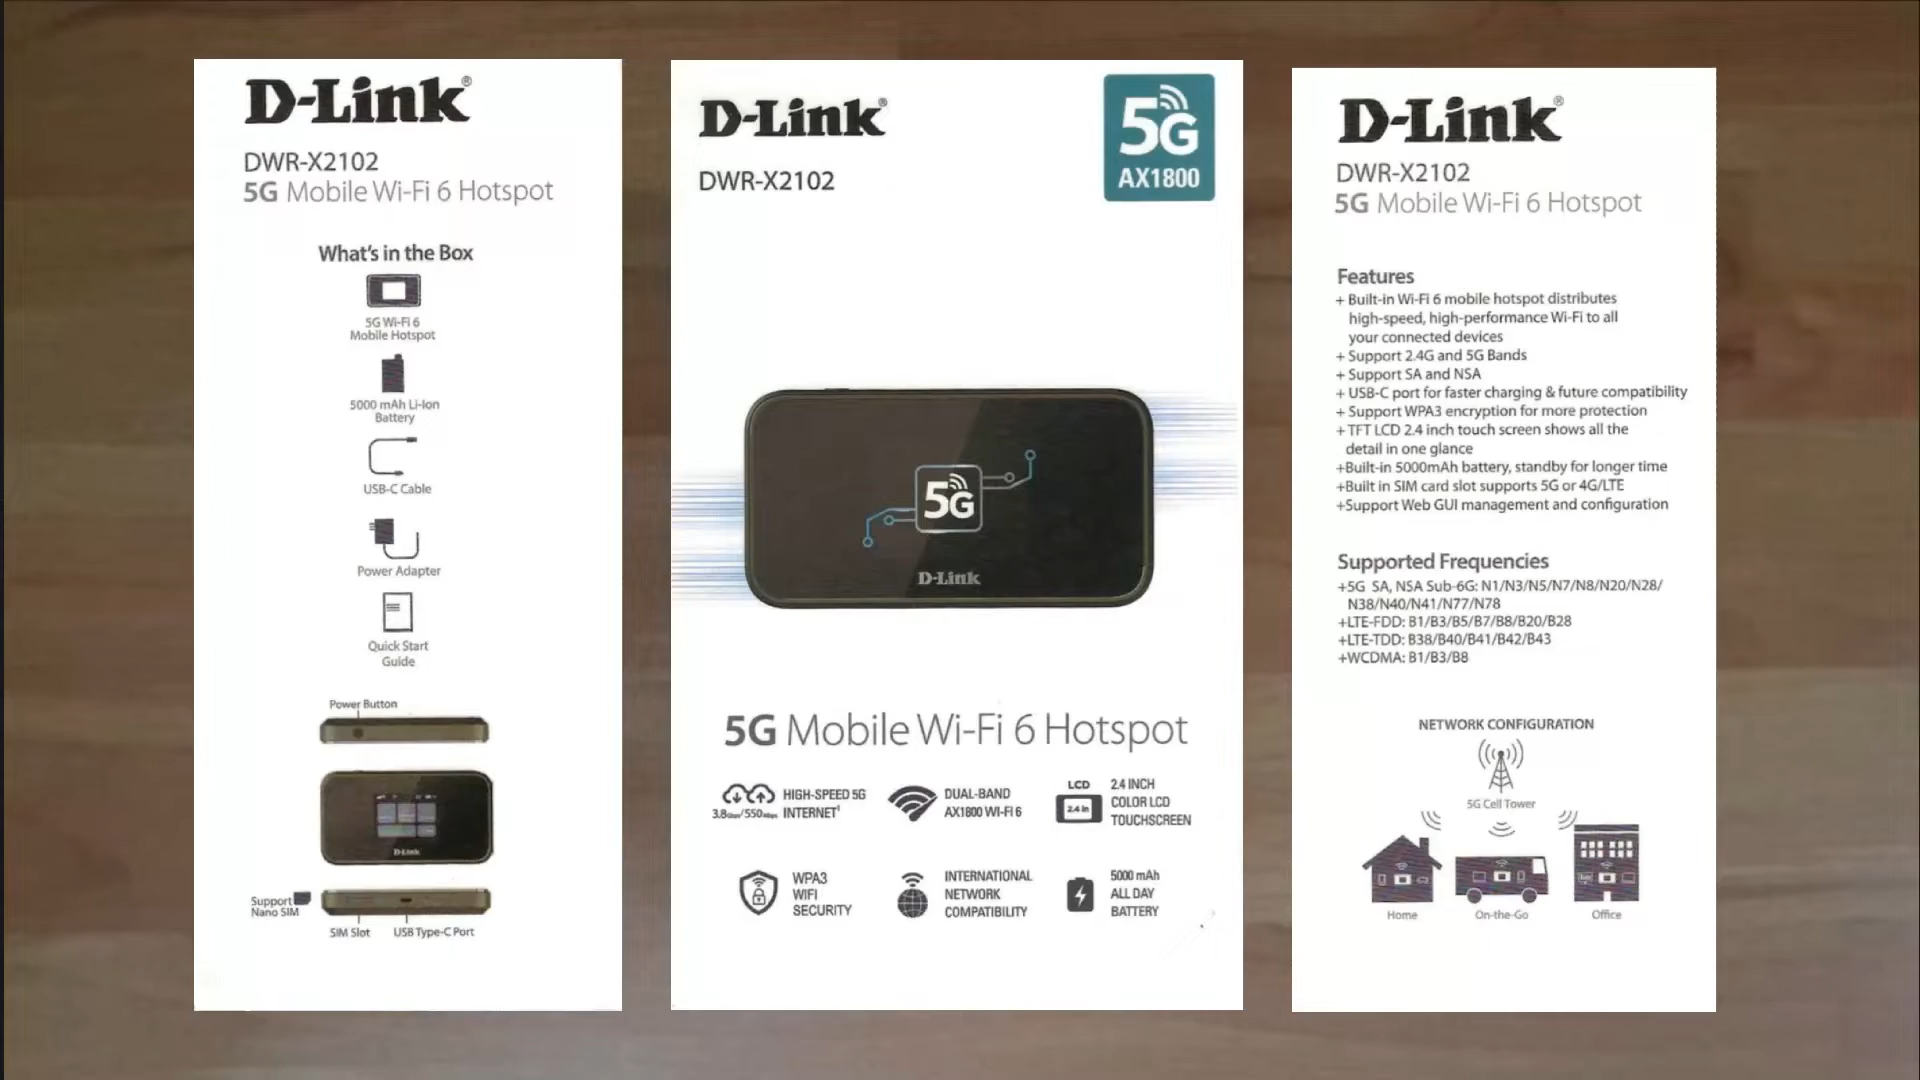 D-Link®
DWR-X2102
5G Mobile Wi-Fi 6 Hotspot
What's in the Box
5G Wi-Fi 6
Mobile Hotspot
5000 mAh Li-Ion
Battery
USB-C Cable
Power Adapter
Quick Start
Guide
Power Button
D-Link
Support
Nano SIM
SIM Slot
USB Type-C Port
D-Link®
DWR-X2102
5G
AX1800
5G
D-Link
5G Mobile Wi-Fi 6 Hotspot
3.8Gbps/550Mbps
HIGH-SPEED 5G
INTERNET¹
DUAL-BAND
AX1800 WI-FI 6
LCD
2.4 in
2.4 INCH
COLOR LCD
TOUCHSCREEN
WPA3
WIFI
SECURITY
INTERNATIONAL
NETWORK
COMPATIBILITY
5000 mAh
ALL DAY
BATTERY
D-Link®
DWR-X2102
5G Mobile Wi-Fi 6 Hotspot
Features
+ Built-in Wi-Fi 6 mobile hotspot distributes
high-speed, high-performance Wi-Fi to all
your connected devices
+ Support 2.4G and 5G Bands
+ Support SA and NSA
+ USB-C port for faster charging & future compatibility
+ Support WPA3 encryption for more protection
+ TFT LCD 2.4 inch touch screen shows all the
detail in one glance
+Built-in 5000mAh battery, standby for longer time
+Built in SIM card slot supports 5G or 4G/LTE
+Support Web GUI management and configuration
Supported Frequencies
+5G SA, NSA Sub-6G: N1/N3/N5/N7/N8/N20/N28/
N38/N40/N41/N77/N78
+LTE-FDD: B1/B3/B5/B7/B8/B20/B28
+LTE-TDD: B38/B40/B41/B42/B43
+WCDMA: B1/B3/B8
NETWORK CONFIGURATION
5G Cell Tower
Home
On-the-Go
Office